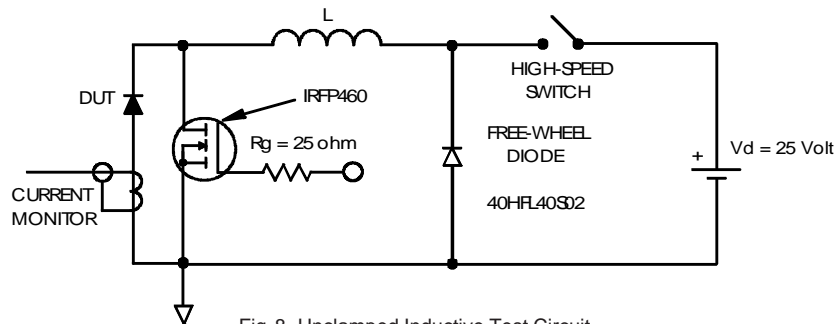 L
HIGH-SPEED
SWITCH
DUT
IRFP460
Rg = 25 ohm
FREE-WHEEL
DIODE
40HFL40S02
+
Vd = 25 Volt
CURRENT
MONITOR
Fig. 8- Unclamped Inductive Test Circuit